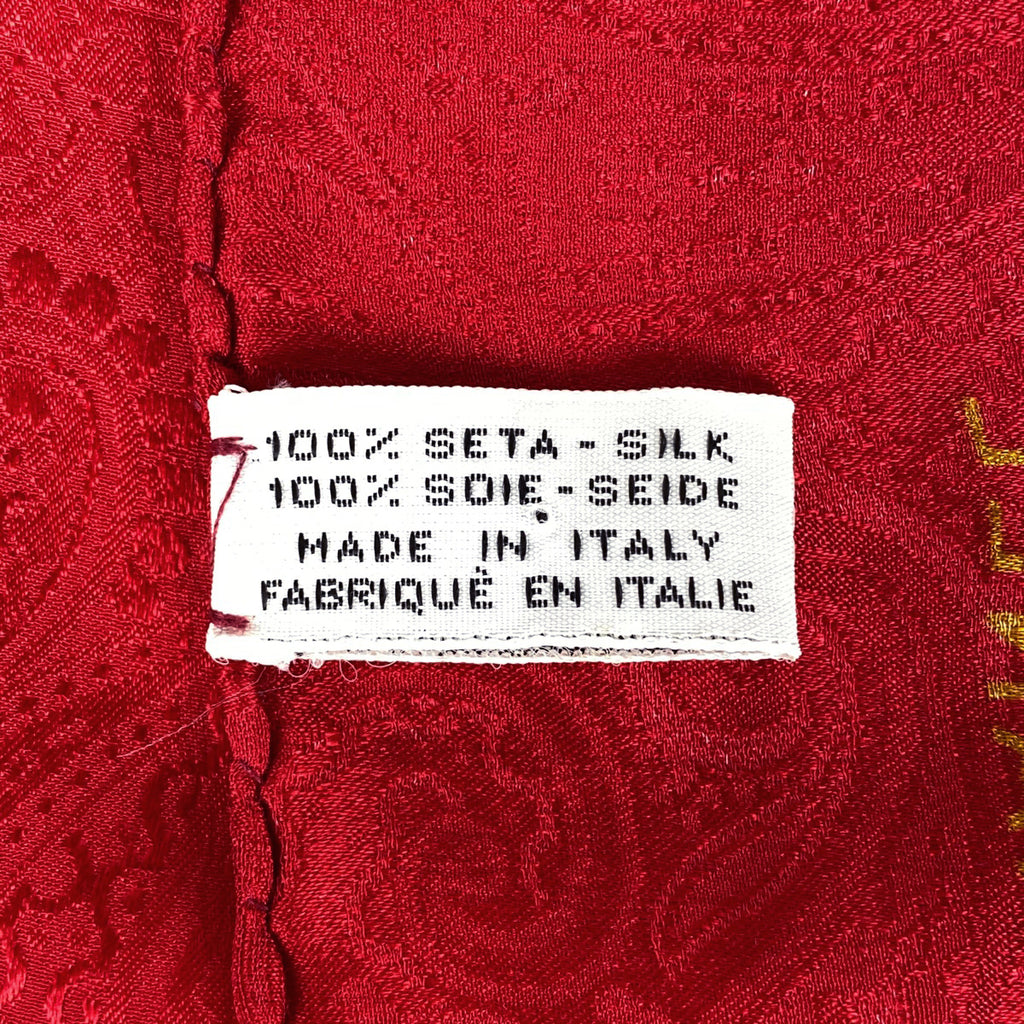 100% SETA - SILK
100% SOIE - SEIDE
MADE IN ITALY
FABRIQUÈ EN ITALIE